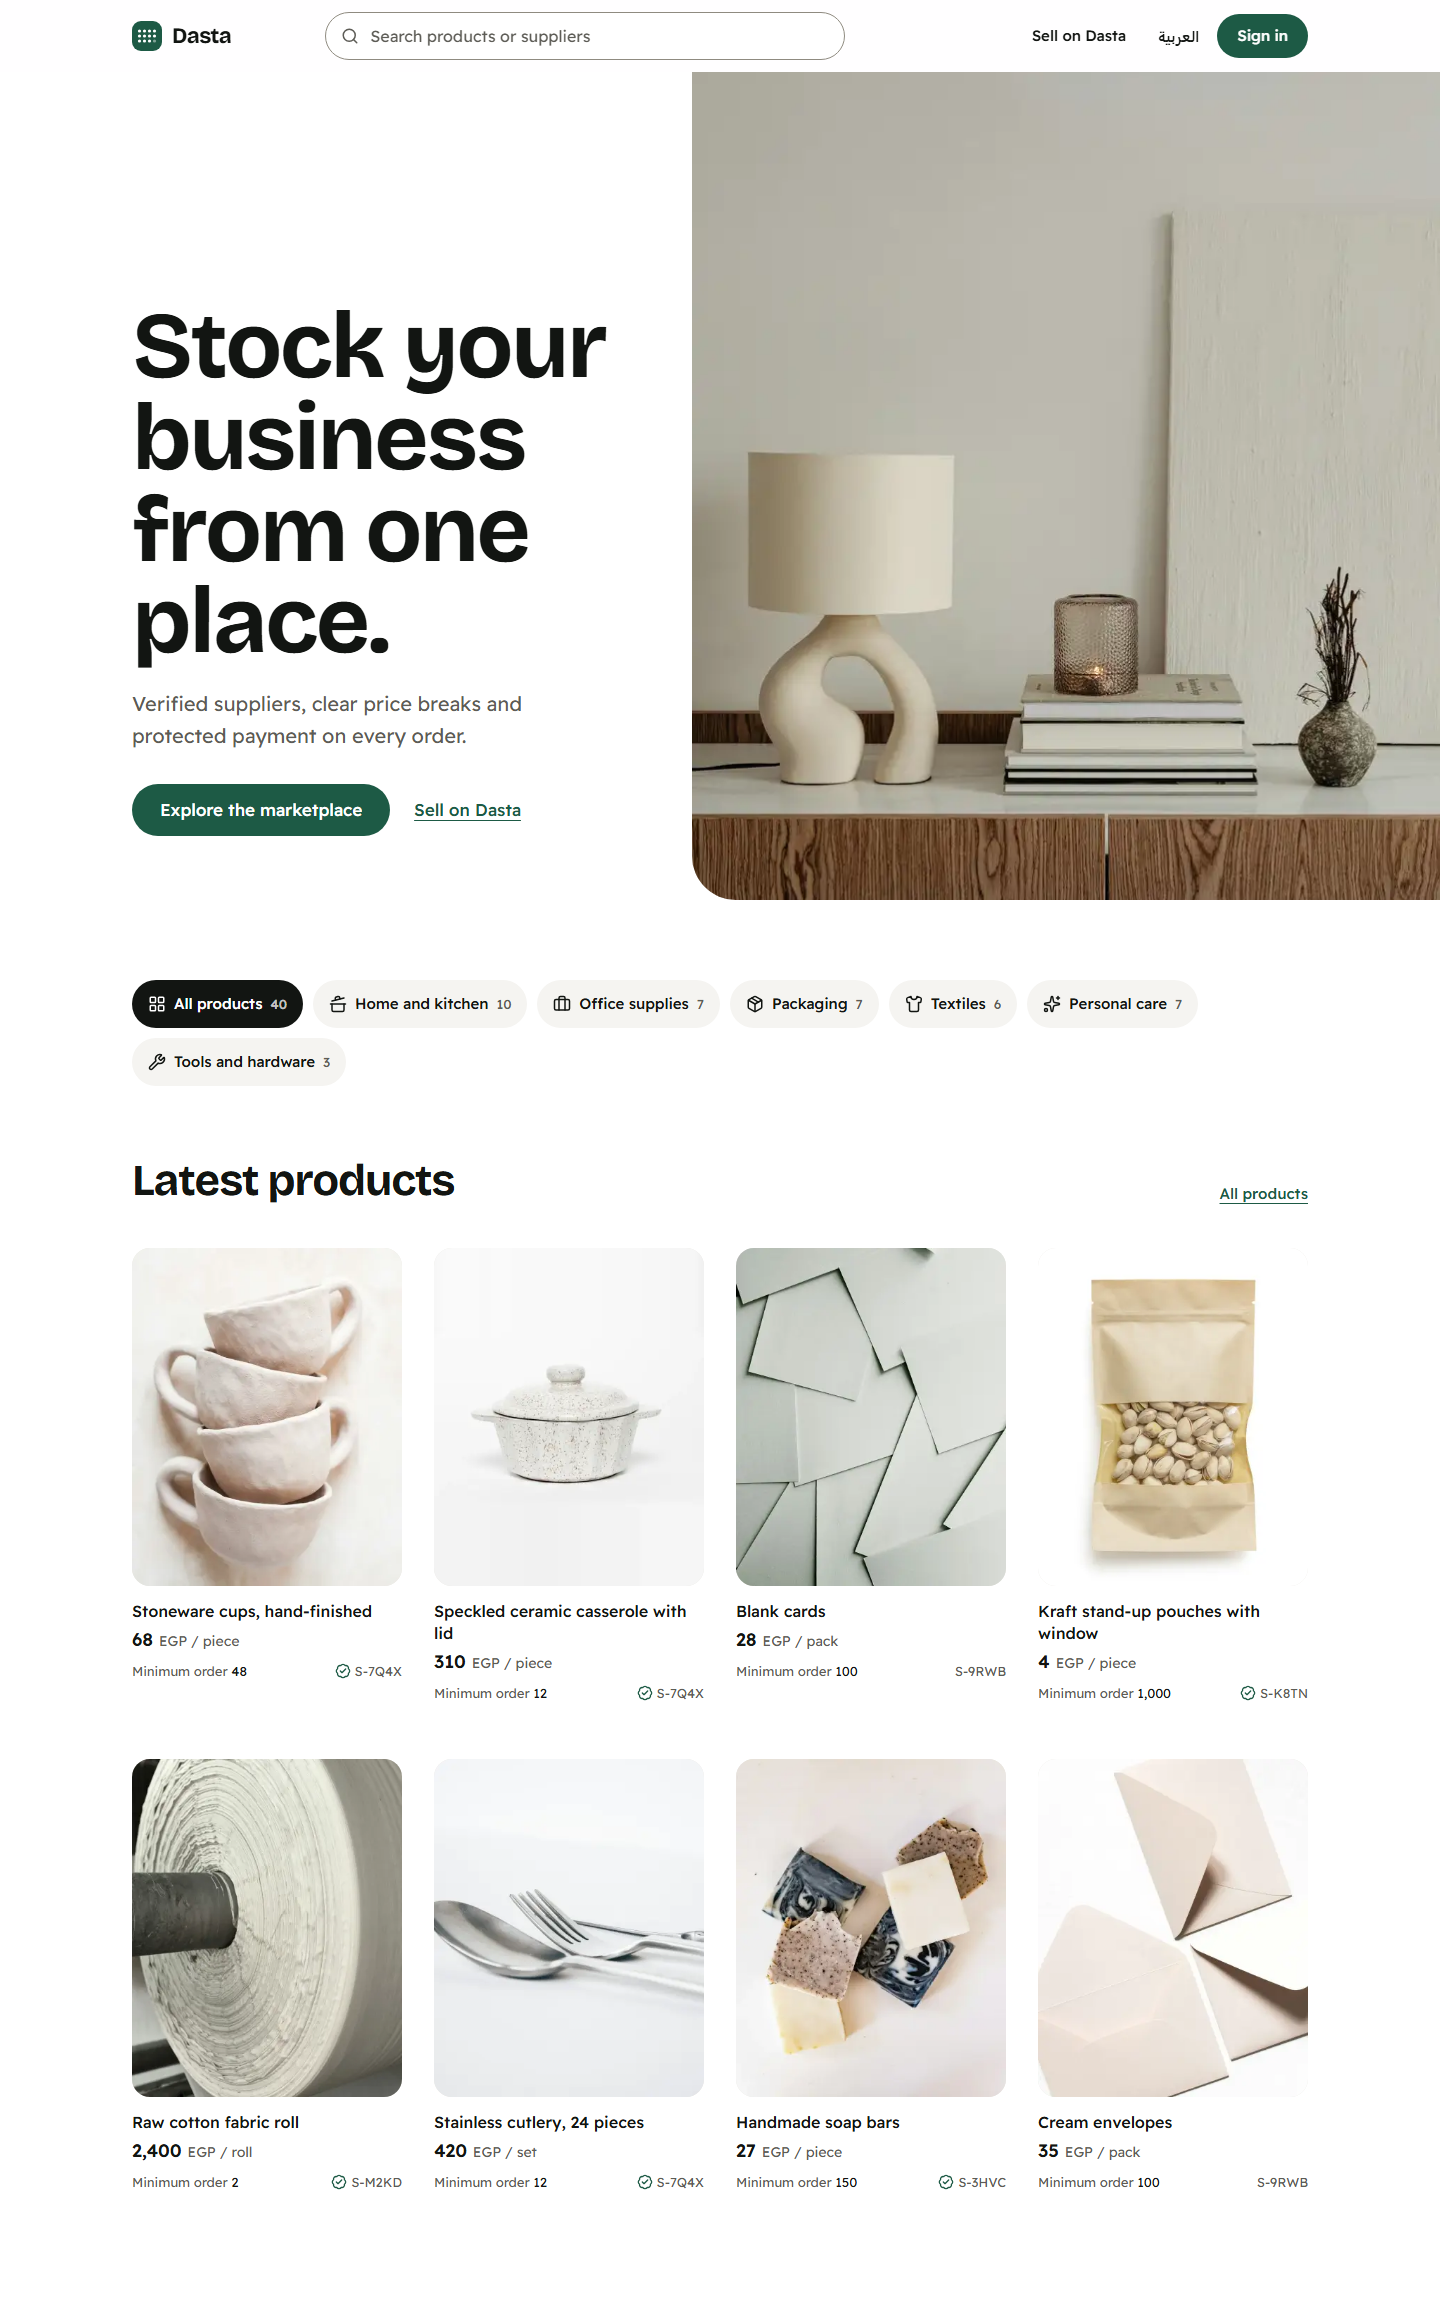 Dasta
Search products or suppliers
Sell on Dasta
العربية
Sign in
Stock your
business
from one
place.
Verified suppliers, clear price breaks and
protected payment on every order.
Explore the marketplace
Sell on Dasta
All products 40
Home and kitchen 10
Office supplies 7
Packaging 7
Textiles 6
Personal care 7
Tools and hardware 3
Latest products
All products
Stoneware cups, hand-finished
68 EGP / piece
Minimum order 48
S-7Q4X
Speckled ceramic casserole with
lid
310 EGP / piece
Minimum order 12
S-7Q4X
Blank cards
28 EGP / pack
Minimum order 100
S-9RWB
Kraft stand-up pouches with
window
4 EGP / piece
Minimum order 1,000
S-K8TN
Raw cotton fabric roll
2,400 EGP / roll
Minimum order 2
S-M2KD
Stainless cutlery, 24 pieces
420 EGP / set
Minimum order 12
S-7Q4X
Handmade soap bars
27 EGP / piece
Minimum order 150
S-3HVC
Cream envelopes
35 EGP / pack
Minimum order 100
S-9RWB